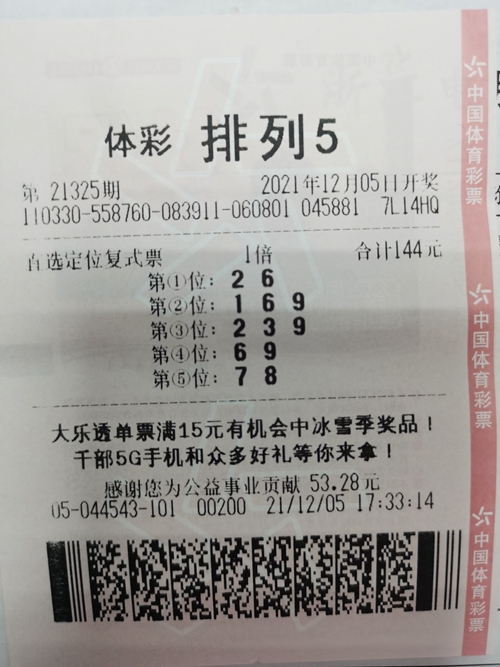 体彩 排列5
第 21325期 2021年12月05日开奖
110330-558760-083911-060801 045881 7L14HQ
直选定位复式票 1倍 合计144元
第①位: 2 6
第②位: 1 6 9
第③位: 2 3 9
第④位: 6 9
第⑤位: 7 8
大乐透单票满15元有机会中冰雪季奖品!
千部5G手机和众多好礼等你来拿!
感谢您为公益事业贡献 53.28 元
05-044543-101 00200 21/12/05 17:33:14
中国体育彩票
中国体育彩票
中国体育彩票